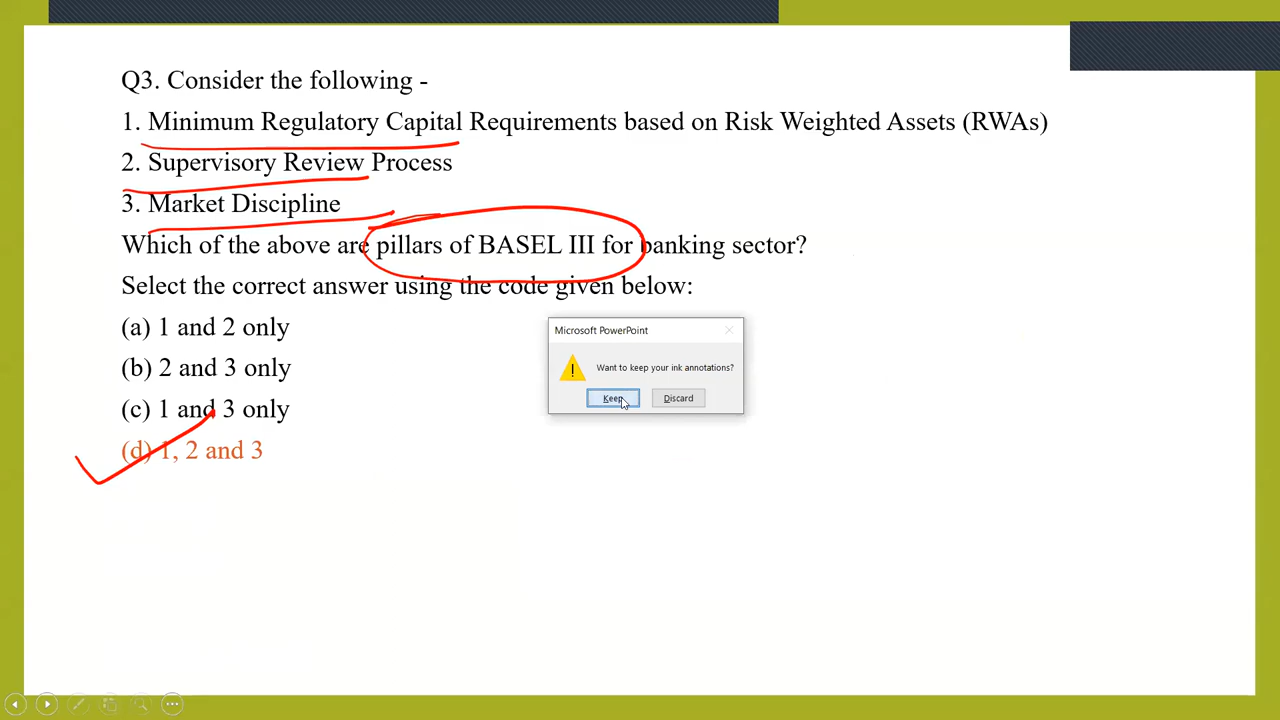 Q3. Consider the following -
1. Minimum Regulatory Capital Requirements based on Risk Weighted Assets (RWAs)
2. Supervisory Review Process
3. Market Discipline
Which of the above are pillars of BASEL III for banking sector?
Select the correct answer using the code given below:
(a) 1 and 2 only
(b) 2 and 3 only
(c) 1 and 3 only
(d) 1, 2 and 3
Microsoft PowerPoint
Want to keep your ink annotations?
Keep
Discard